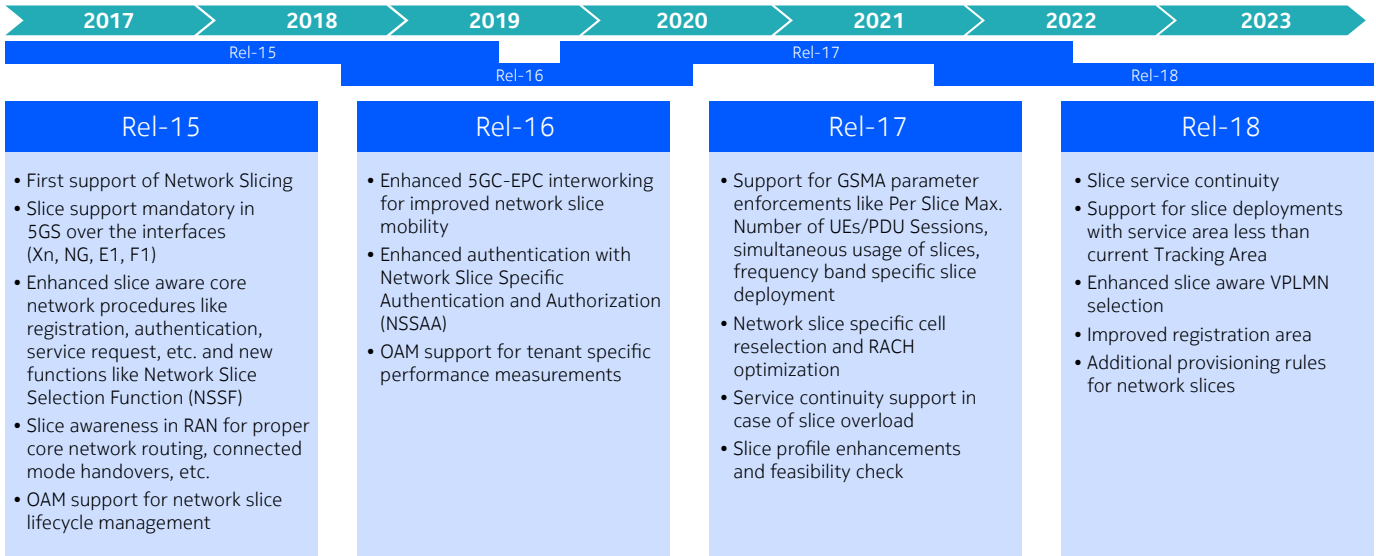 2017 2018 2019 2020 2021 2022 2023
Rel-15 Rel-17
Rel-16 Rel-18
Rel-15
• First support of Network Slicing
• Slice support mandatory in
5GS over the interfaces
(Xn, NG, E1, F1)
• Enhanced slice aware core
network procedures like
registration, authentication,
service request, etc. and new
functions like Network Slice
Selection Function (NSSF)
• Slice awareness in RAN for proper
core network routing, connected
mode handovers, etc.
• OAM support for network slice
lifecycle management
Rel-16
• Enhanced 5GC-EPC interworking
for improved network slice
mobility
• Enhanced authentication with
Network Slice Specific
Authentication and Authorization
(NSSAA)
• OAM support for tenant specific
performance measurements
Rel-17
• Support for GSMA parameter
enforcements like Per Slice Max.
Number of UEs/PDU Sessions,
simultaneous usage of slices,
frequency band specific slice
deployment
• Network slice specific cell
reselection and RACH
optimization
• Service continuity support in
case of slice overload
• Slice profile enhancements
and feasibility check
Rel-18
• Slice service continuity
• Support for slice deployments
with service area less than
current Tracking Area
• Enhanced slice aware VPLMN
selection
• Improved registration area
• Additional provisioning rules
for network slices